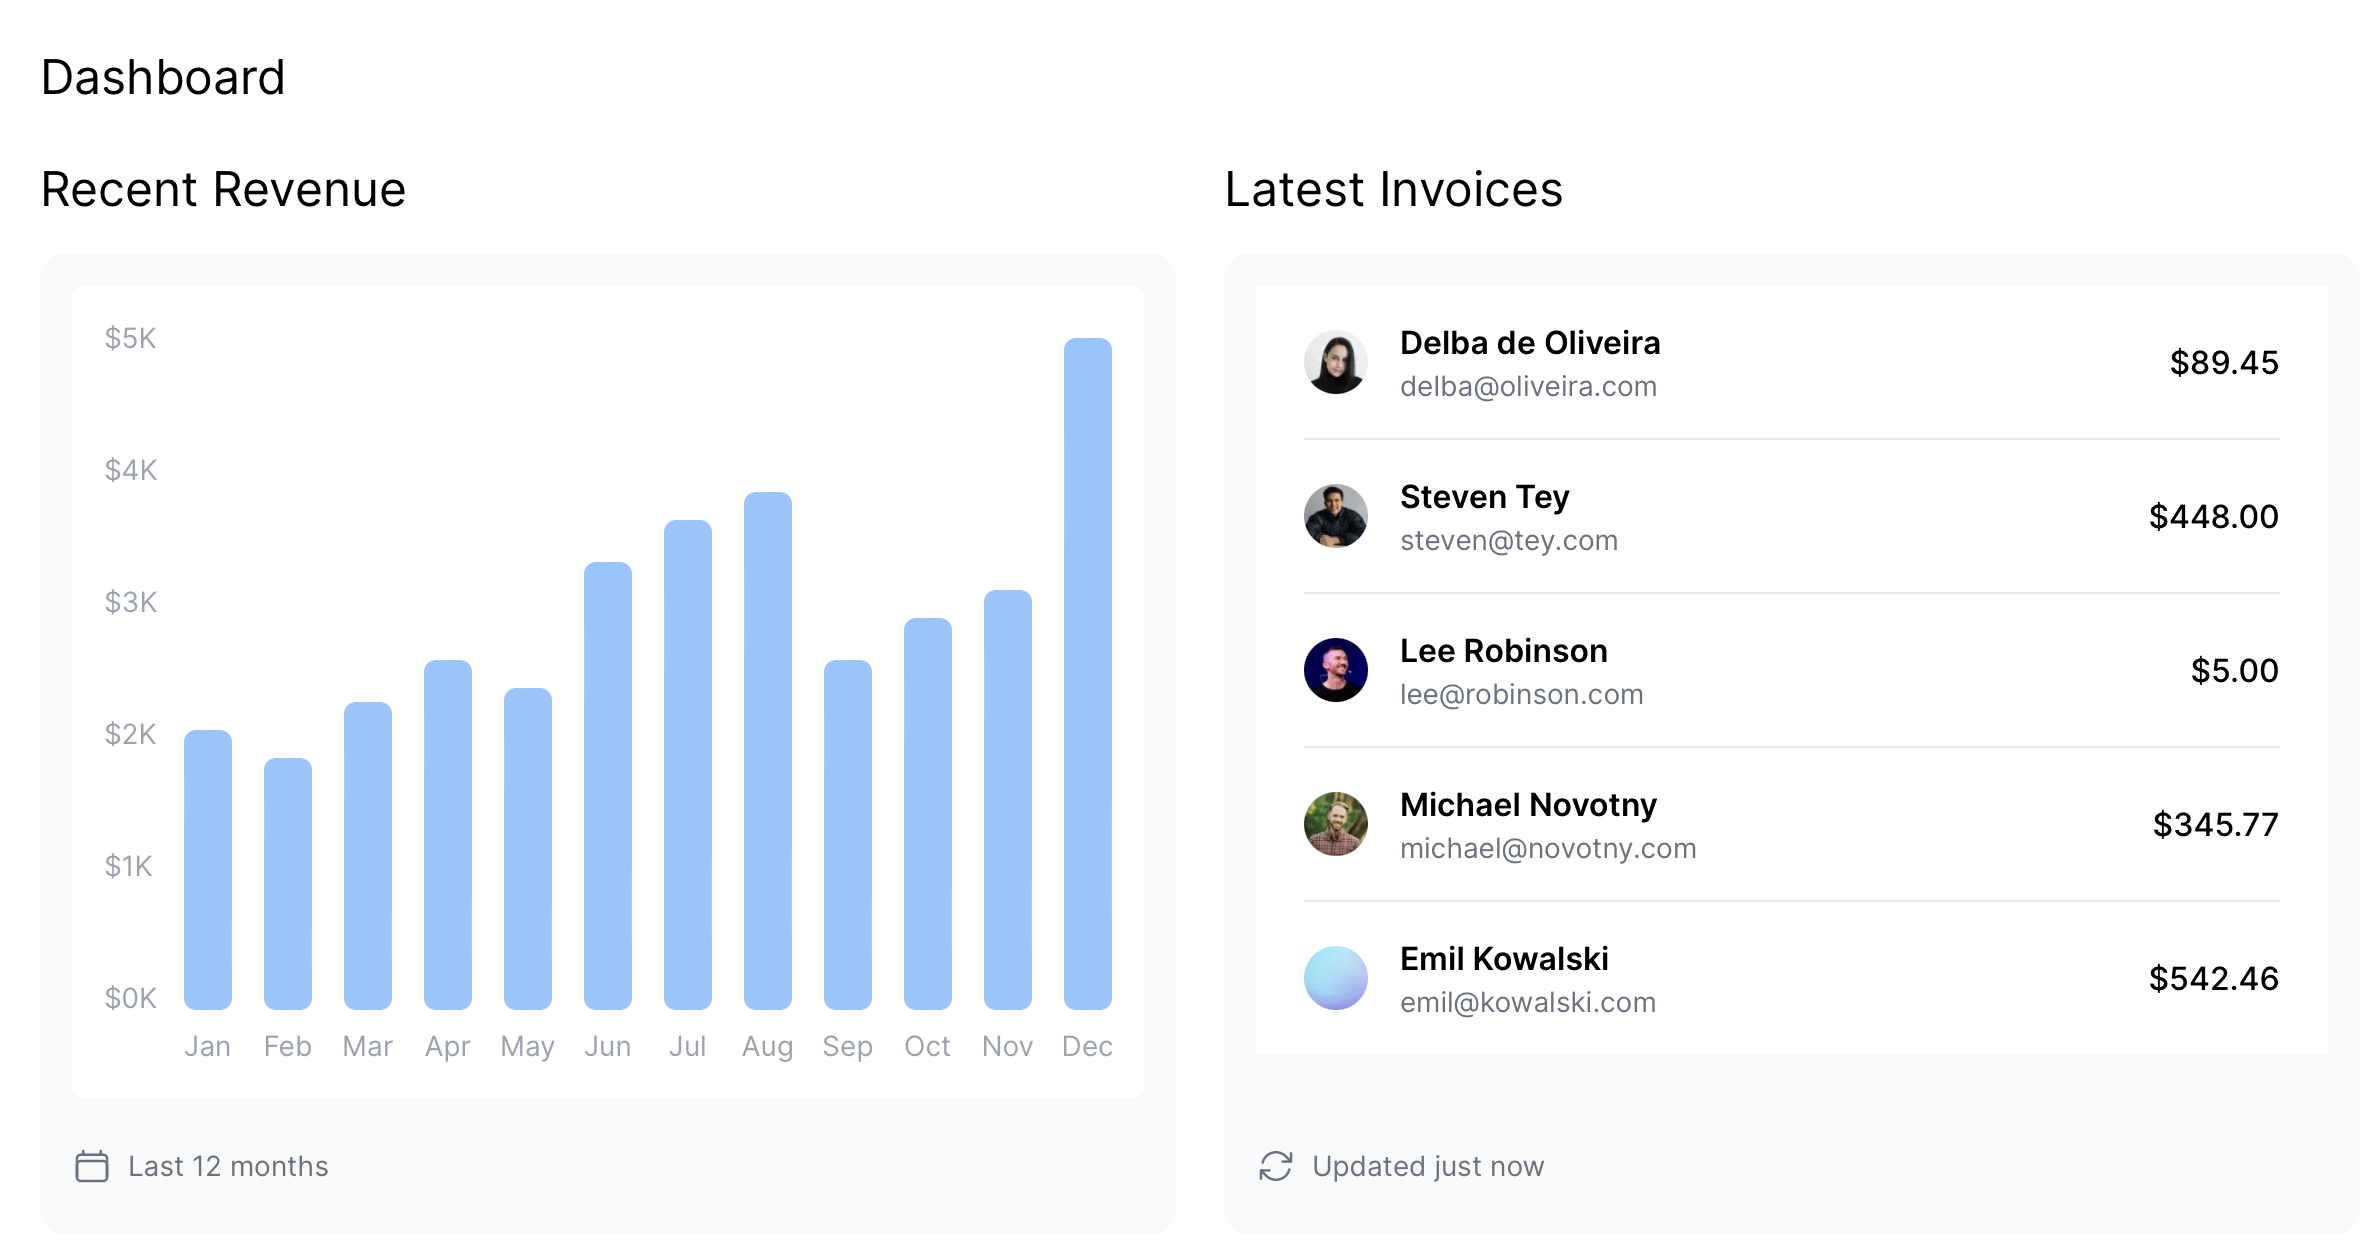 Dashboard
Recent Revenue
$5K
$4K
$3K
$2K
$1K
$0K
Jan Feb Mar Apr May Jun Jul Aug Sep Oct Nov Dec
Last 12 months
Latest Invoices
Delba de Oliveira
delba@oliveira.com
$89.45
Steven Tey
steven@tey.com
$448.00
Lee Robinson
lee@robinson.com
$5.00
Michael Novotny
michael@novotny.com
$345.77
Emil Kowalski
emil@kowalski.com
$542.46
Updated just now